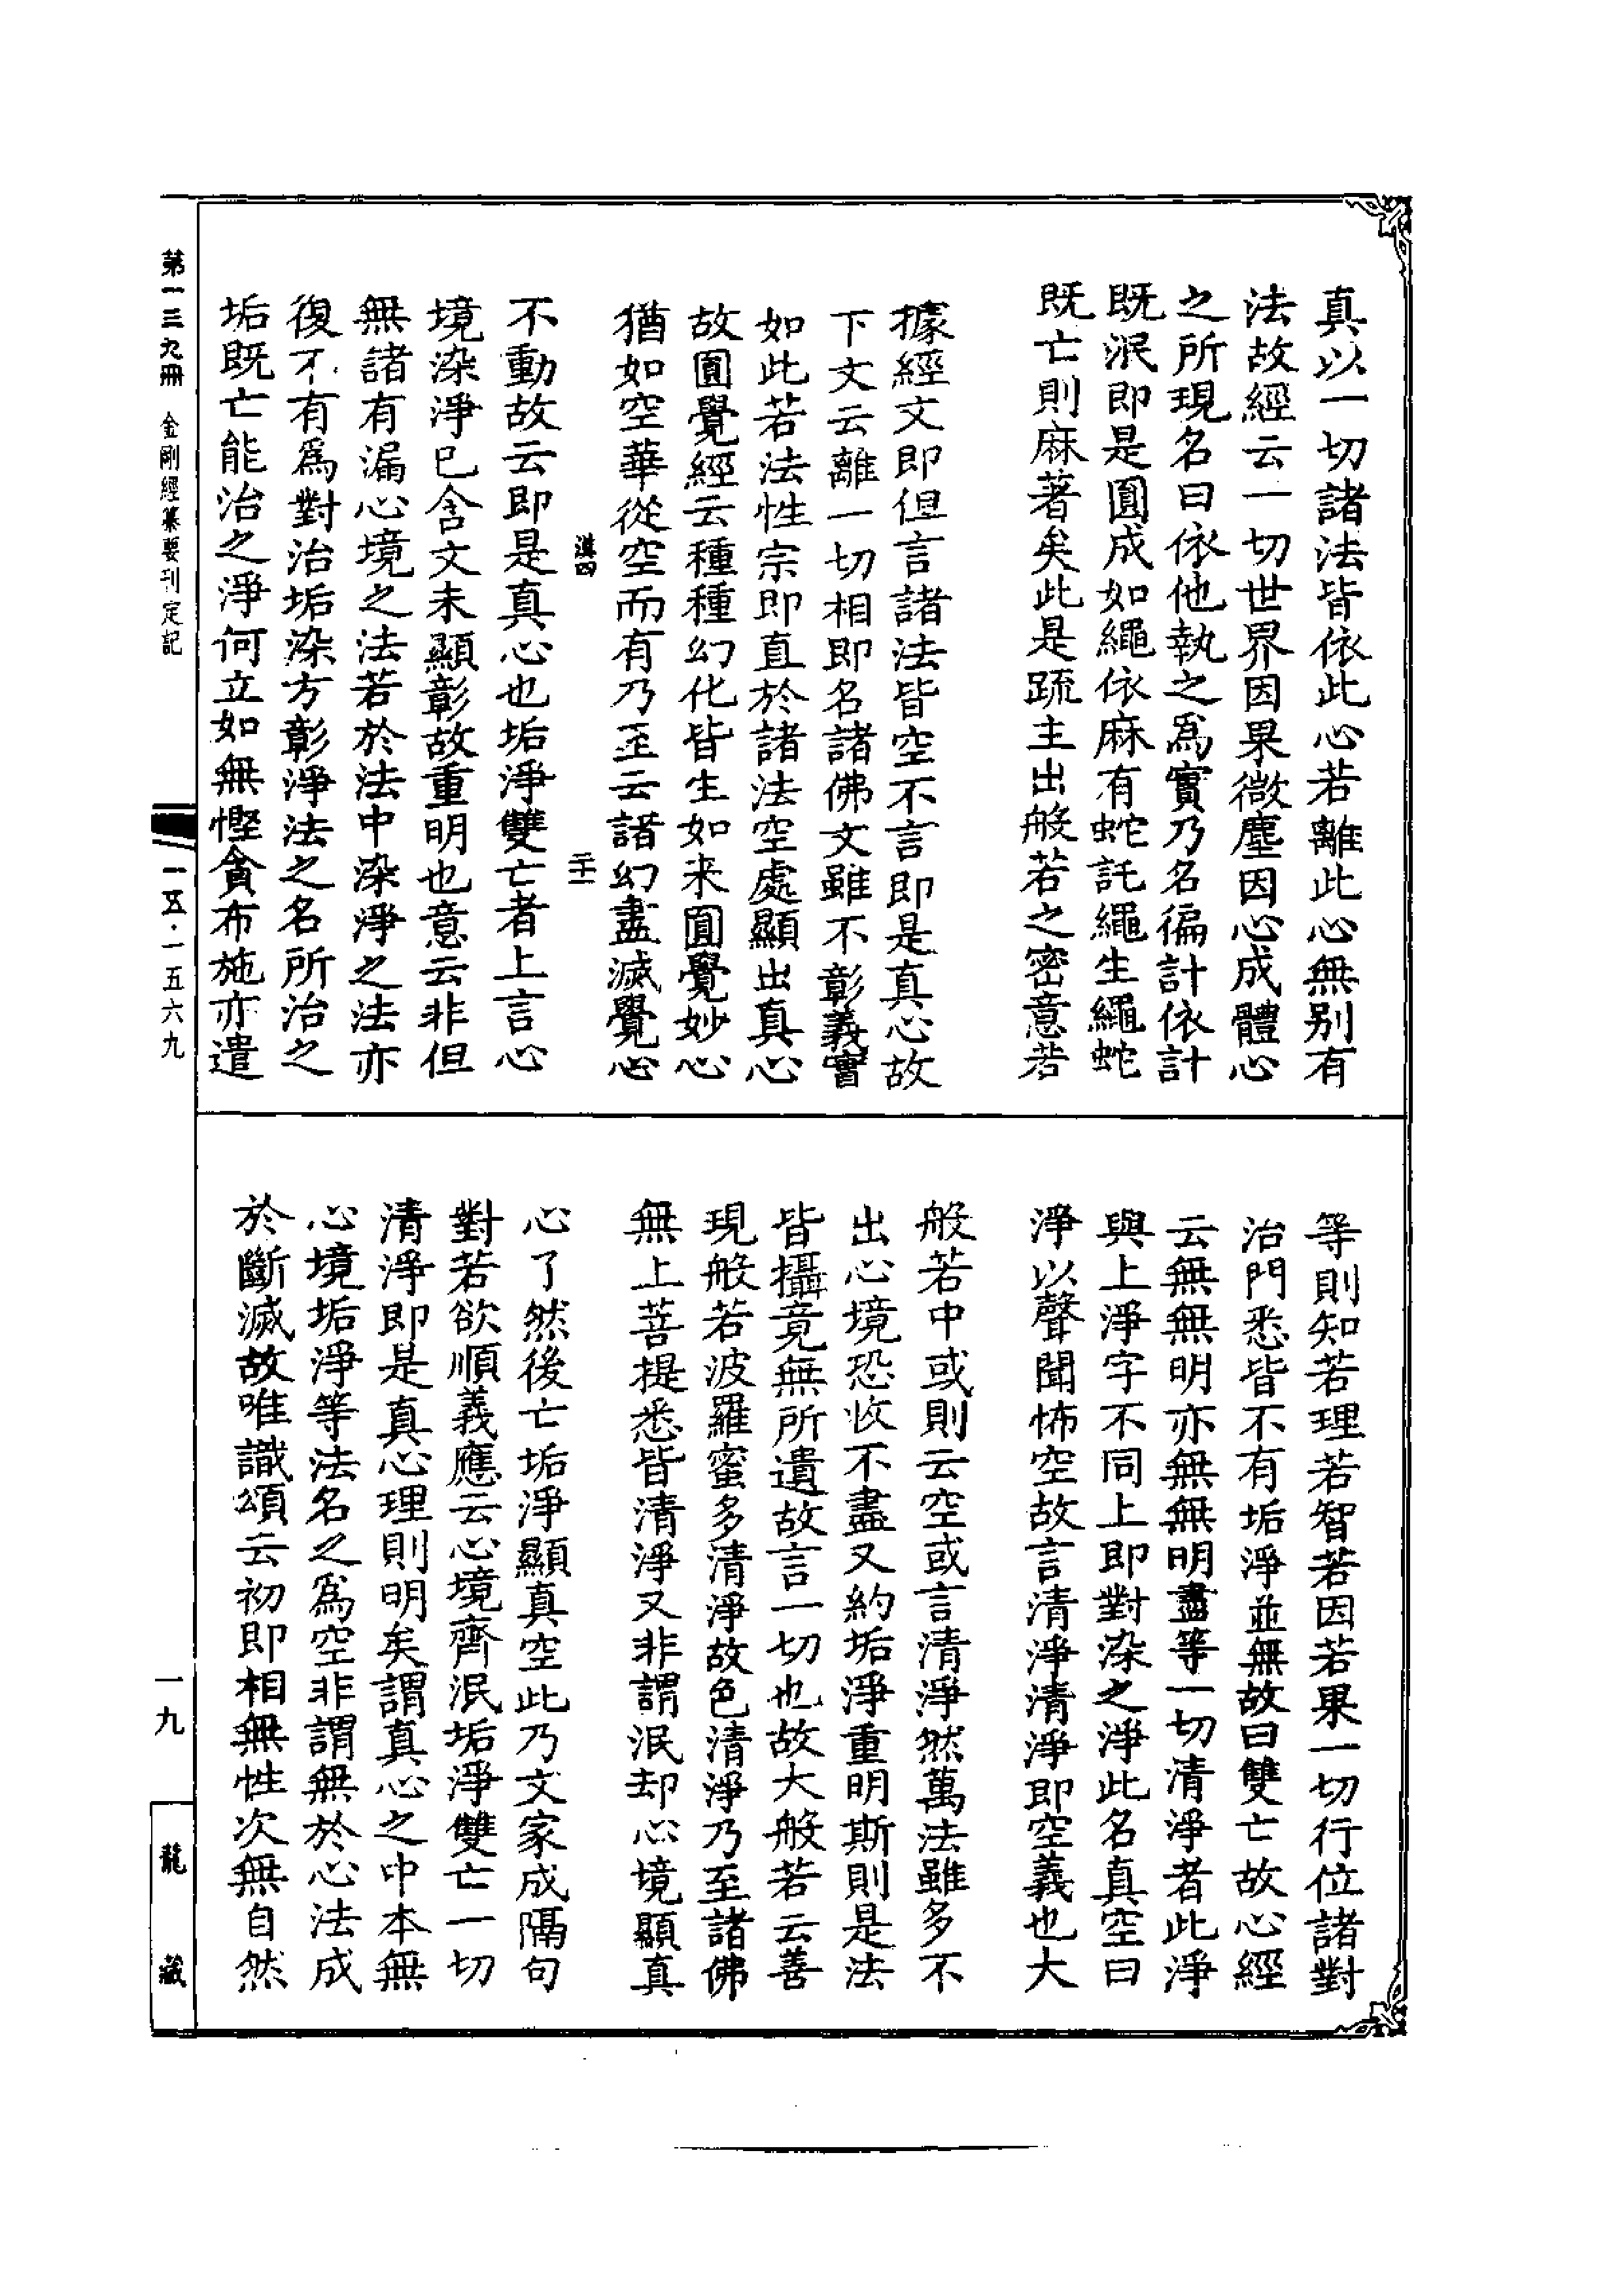 真以一切諸法皆依此心若離此心無別有
法故經云一切世界因果微塵因心成體心
之所現名曰依他執之爲實乃名徧計依計
既泯即是圓成如繩依麻有蛇託繩生繩蛇
既亡則麻著矣此是疏主出般若之密意若
據經文即但言諸法皆空不言即是真心故
下文云離一切相即名諸佛文雖不彰義實
如此若法性宗即直於諸法空處顯出真心
故圓覺經云種種幻化皆生如来圓覺妙心
猶如空華從空而有乃至云諸幻盡滅覺心
漠四 二十一
不動故云即是真心也垢淨雙亡者上言心
境染淨已含文未顯彰故重明也意云非但
無諸有漏心境之法若於法中染淨之法亦
復不有爲對治垢染方彰淨法之名所治之
垢既亡能治之淨何立如無慳貪布施亦遣
等則知若理若智若因若果一切行位諸對
治門悉皆不有垢淨並無故曰雙亡故心經
云無無明亦無無明盡等一切清淨者此淨
與上淨字不同上即對染之淨此名真空曰
淨以聲聞怖空故言清淨清淨即空義也大
般若中或則云空或言清淨然萬法雖多不
出心境恐收不盡又約垢淨重明斯則是法
皆攝竟無所遺故言一切也故大般若云善
現般若波羅蜜多清淨故色清淨乃至諸佛
無上菩提悉皆清淨又非謂泯却心境顯真
心了然後亡垢淨顯真空此乃文家成隔句
對若欲順義應云心境齊泯垢淨雙亡一切
清淨即是真心理則明矣謂真心之中本無
心境垢淨等法名之爲空非謂無於心法成
於斷滅故唯識頌云初即相無性次無自然
第一三九冊 金剛經纂要刊定記
一五·一五六九
一九
龍藏